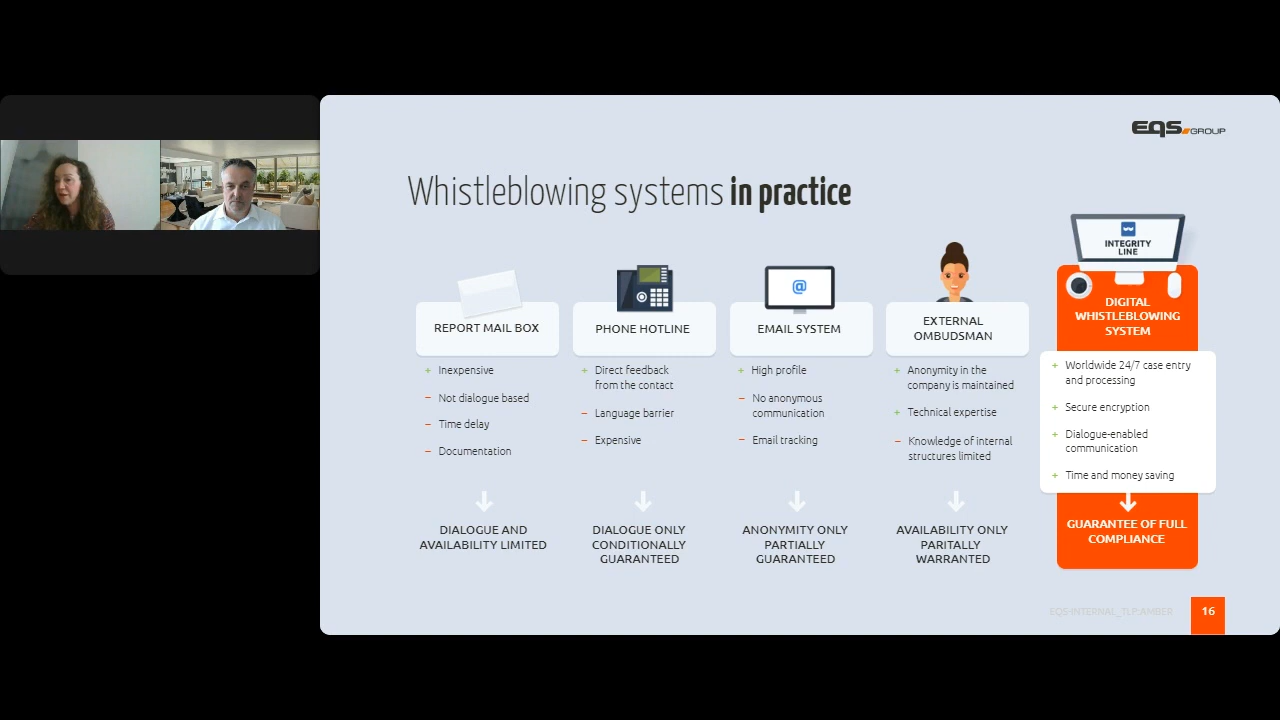 EQS GROUP
Whistleblowing systems in practice
INTEGRITY
LINE
REPORT MAIL BOX
+ Inexpensive
– Not dialogue based
– Time delay
– Documentation
DIALOGUE AND
AVAILABILITY LIMITED
PHONE HOTLINE
+ Direct feedback
from the contact
– Language barrier
– Expensive
DIALOGUE ONLY
CONDITIONALLY
GUARANTEED
@
EMAIL SYSTEM
+ High profile
– No anonymous
communication
– Email tracking
ANONYMITY ONLY
PARTIALLY
GUARANTEED
EXTERNAL
OMBUDSMAN
+ Anonymity in the
company is maintained
+ Technical expertise
– Knowledge of internal
structures limited
AVAILABILITY ONLY
PARITALLY
WARRANTED
DIGITAL
WHISTLEBLOWING
SYSTEM
+ Worldwide 24/7 case entry
and processing
+ Secure encryption
+ Dialogue-enabled
communication
+ Time and money saving
GUARANTEE OF FULL
COMPLIANCE
EQS-INTERNAL_TLP:AMBER
16